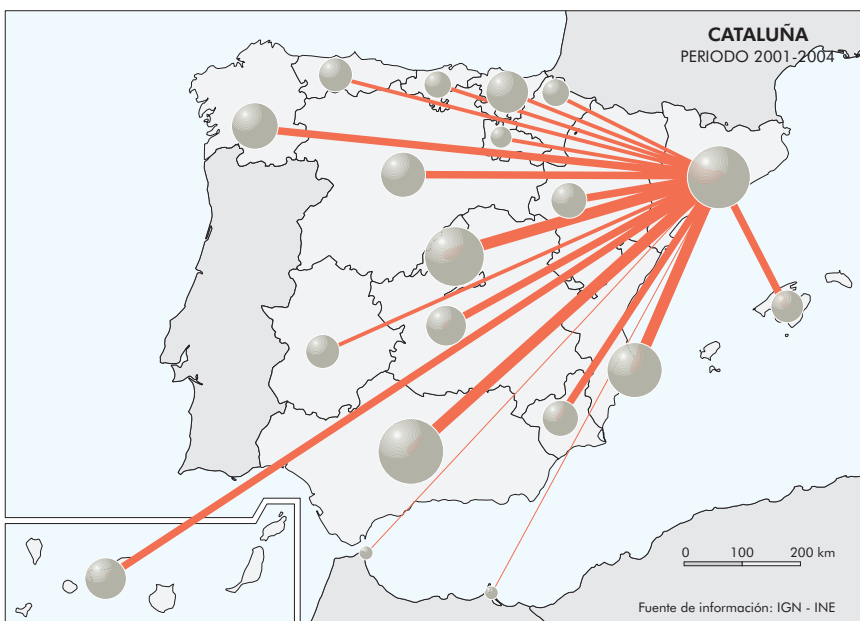 CATALUÑA
PERIODO 2001-2004
0 100 200 km
Fuente de información: IGN - INE